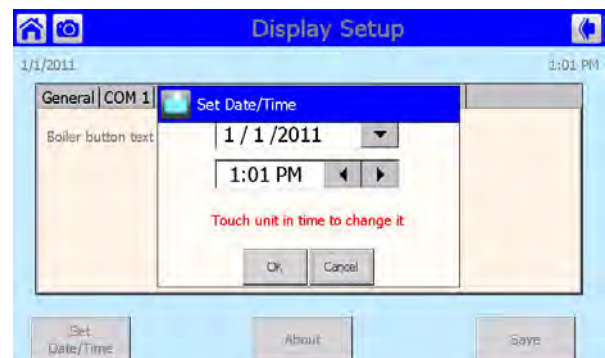 Display Setup
1/1/2011 1:01 PM
General COM 1
Set Date/Time
Boiler button text
1 / 1 /2011
1:01 PM
Touch unit in time to change it
OK Cancel
Set
Date/Time
About
Save